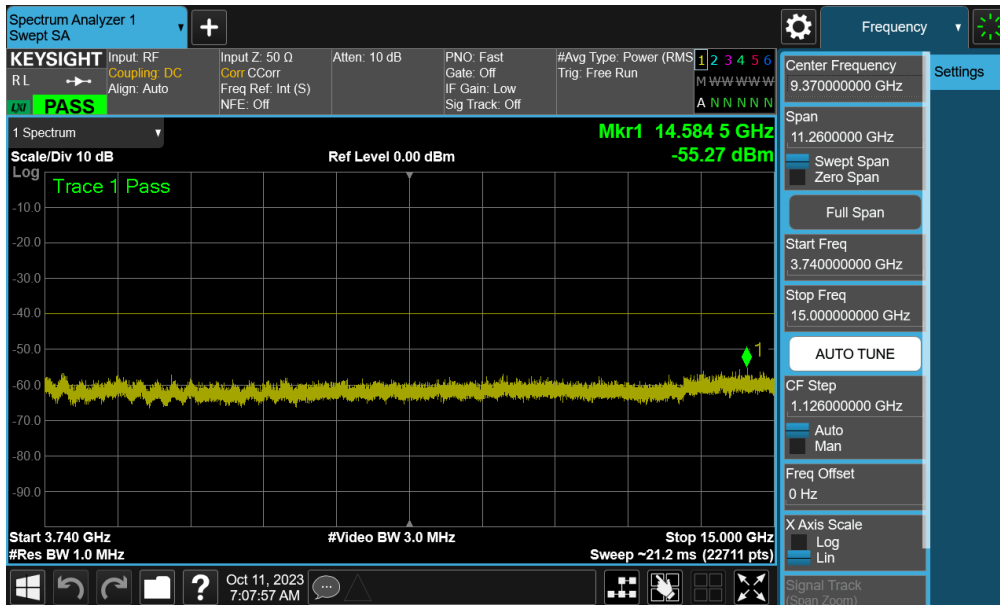 Spectrum Analyzer 1
Swept SA
Frequency
KEYSIGHT
RL
LXI PASS
Input: RF
Coupling: DC
Align: Auto
Input Z: 50 Ω
Corr CCorr
Freq Ref: Int (S)
NFE: Off
Atten: 10 dB
PNO: Fast
Gate: Off
IF Gain: Low
Sig Track: Off
#Avg Type: Power (RMS
Trig: Free Run
1 2 3 4 5 6
M W W W W W
A N N N N N
Settings
1 Spectrum
Mkr1 14.584 5 GHz
Scale/Div 10 dB
Ref Level 0.00 dBm
-55.27 dBm
Log
Trace 1 Pass
-10.0
-20.0
-30.0
-40.0
-50.0
-60.0
-70.0
-80.0
-90.0
1
Start 3.740 GHz
#Video BW 3.0 MHz
Stop 15.000 GHz
#Res BW 1.0 MHz
Sweep ~21.2 ms (22711 pts)
Center Frequency
9.370000000 GHz
Span
11.2600000 GHz
Swept Span
Zero Span
Full Span
Start Freq
3.740000000 GHz
Stop Freq
15.000000000 GHz
AUTO TUNE
CF Step
1.126000000 GHz
Auto
Man
Freq Offset
0 Hz
X Axis Scale
Log
Lin
Signal Track
(Span Zoom)
?
Oct 11, 2023
7:07:57 AM